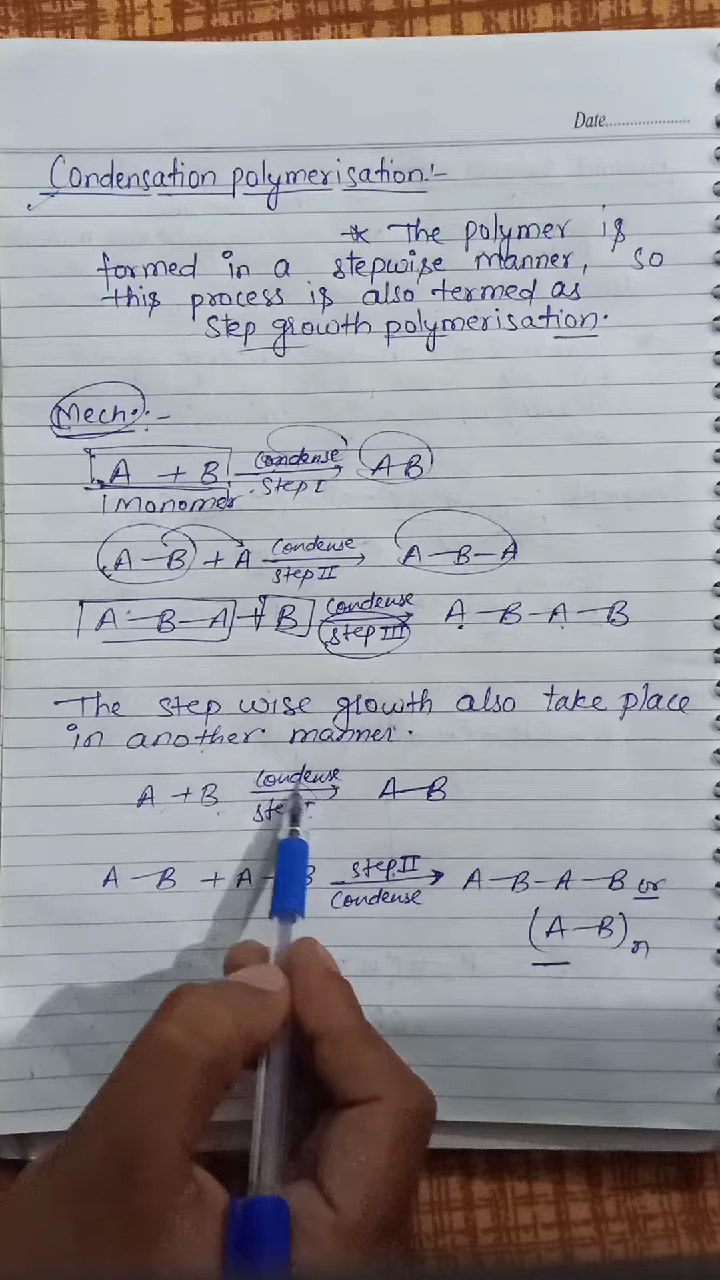 Date.....................
Condensation polymerisation:-
* The polymer is
formed in a stepwise manner, so
this process is also termed as
Step growth polymerisation.
Mech:-
A + B condense Step I AB
Monomer
A-B + A condense step II A-B-A
A-B-A + B condense step III A-B-A-B
The step wise growth also take place
in another manner.
A + B condense A-B
A-B + A- B step II condense A-B-A-B or
(A-B)n